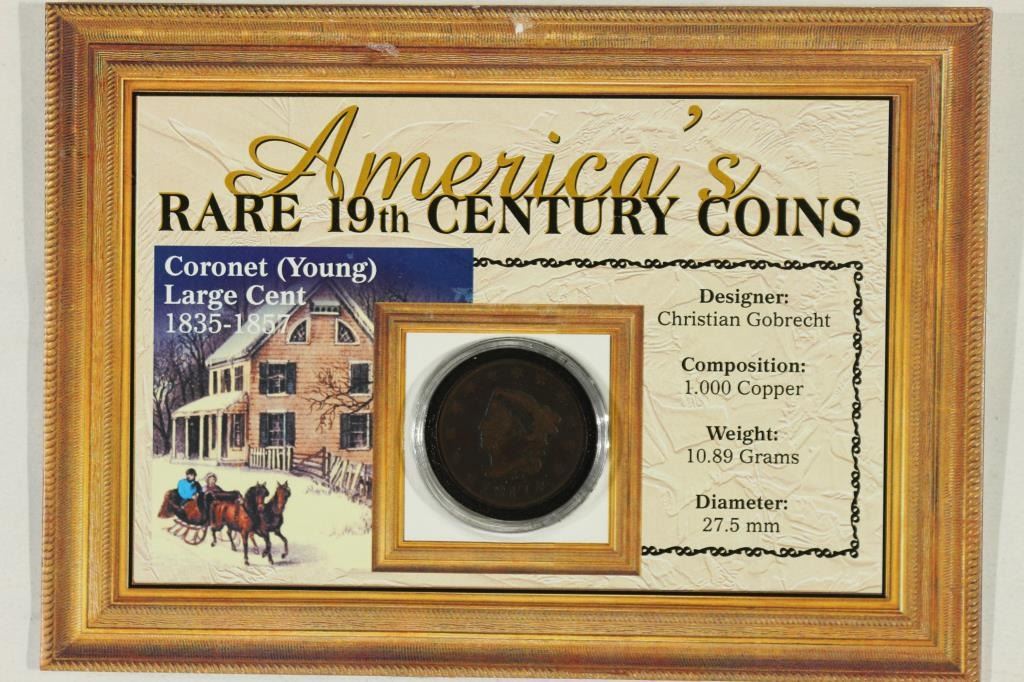 America's
RARE 19th CENTURY COINS
Coronet (Young)
Large Cent
1835-1857
Designer:
Christian Gobrecht
Composition:
1.000 Copper
Weight:
10.89 Grams
Diameter:
27.5 mm